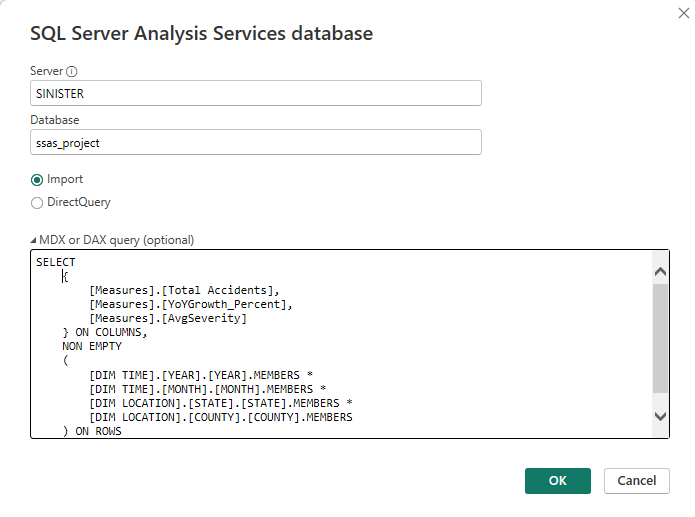 SQL Server Analysis Services database
Server
SINISTER
Database
ssas_project
Import
DirectQuery
MDX or DAX query (optional)
SELECT
{
[Measures].[Total Accidents],
[Measures].[YoYGrowth_Percent],
[Measures].[AvgSeverity]
} ON COLUMNS,
NON EMPTY
(
[DIM TIME].[YEAR].[YEAR].MEMBERS *
[DIM TIME].[MONTH].[MONTH].MEMBERS *
[DIM LOCATION].[STATE].[STATE].MEMBERS *
[DIM LOCATION].[COUNTY].[COUNTY].MEMBERS
) ON ROWS
OK Cancel